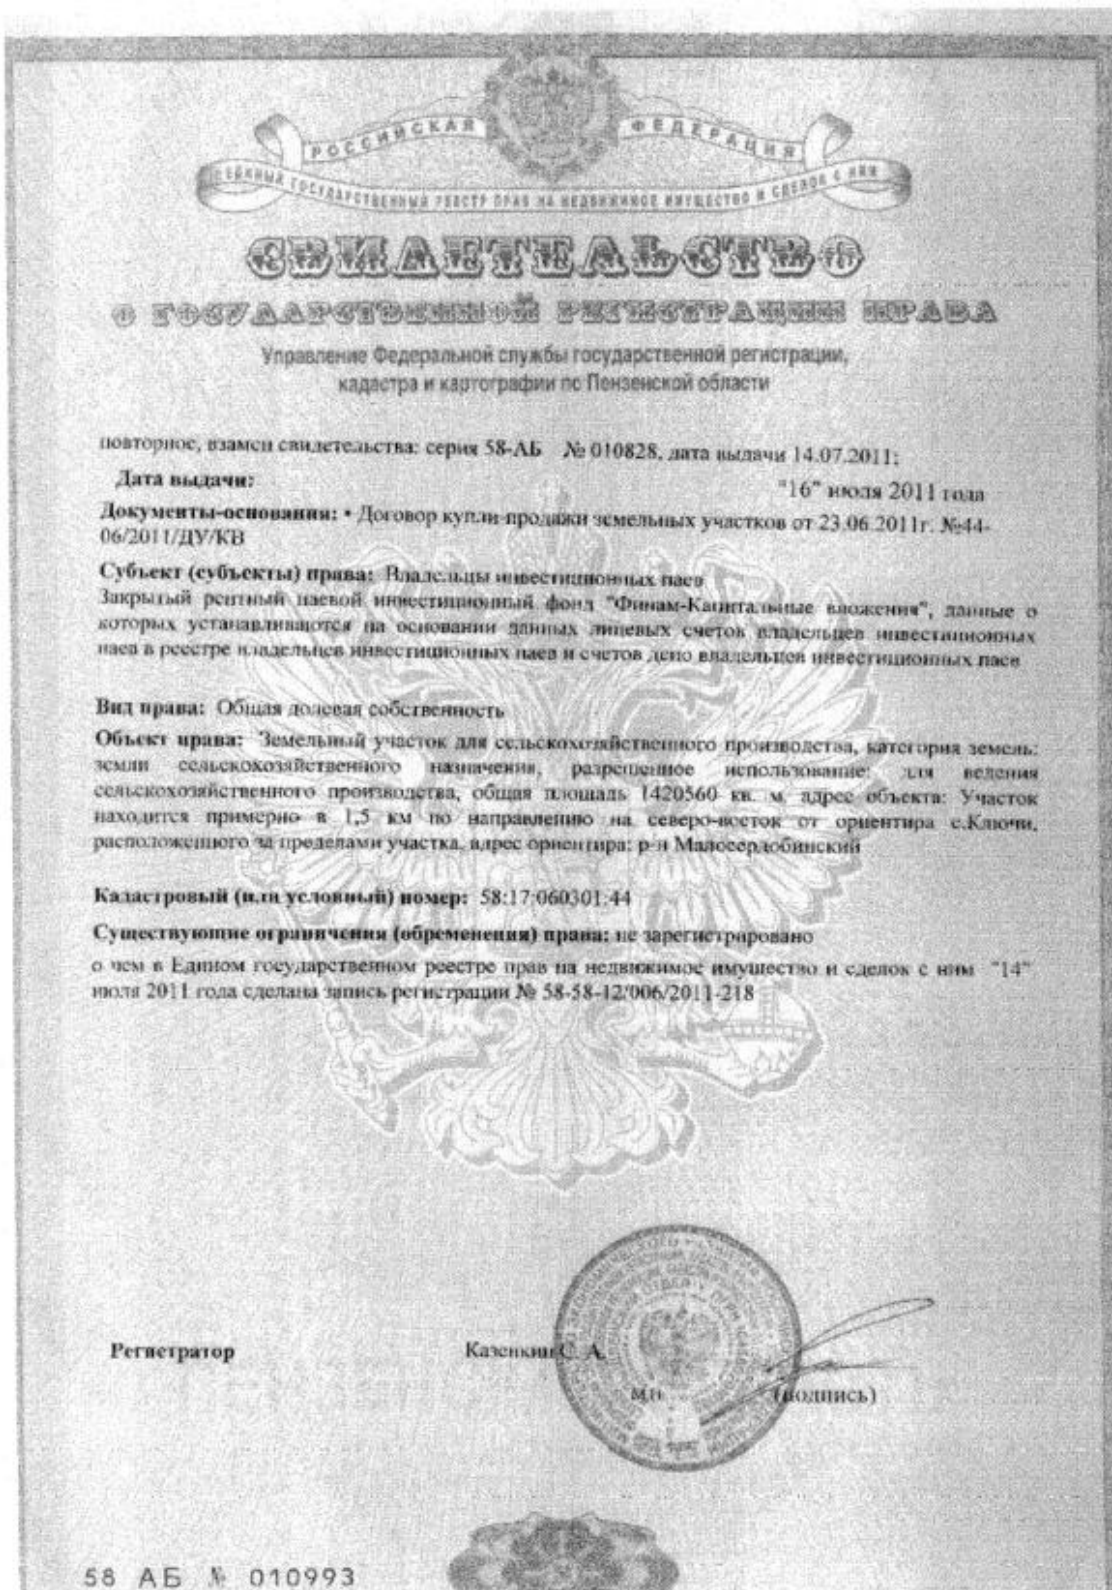 РОССИЙСКАЯ ФЕДЕРАЦИЯ
ЕДИНЫЙ ГОСУДАРСТВЕННЫЙ РЕЕСТР ПРАВ НА НЕДВИЖИМОЕ ИМУЩЕСТВО И СДЕЛОК С НИМ
СВИДЕТЕЛЬСТВО
О ГОСУДАРСТВЕННОЙ РЕГИСТРАЦИИ ПРАВА
Управление Федеральной службы государственной регистрации,
кадастра и картографии по Пензенской области
повторное, взамен свидетельства: серия 58-АБ № 010828, дата выдачи 14.07.2011;
Дата выдачи: "16" июля 2011 года
Документы-основания: • Договор купли-продажи земельных участков от 23.06.2011г. №44-
06/2011/ДУ/КВ
Субъект (субъекты) права: Владельцы инвестиционных паев
Закрытый рентный паевой инвестиционный фонд "Финам-Капитальные вложения", данные о
которых устанавливаются на основании данных лицевых счетов владельцев инвестиционных
паев в реестре владельцев инвестиционных паев и счетов депо владельцев инвестиционных паев
Вид права: Общая долевая собственность
Объект права: Земельный участок для сельскохозяйственного производства, категория земель:
земли сельскохозяйственного назначения, разрешенное использование: для ведения
сельскохозяйственного производства, общая площадь 1420560 кв. м, адрес объекта: Участок
находится примерно в 1,5 км по направлению на северо-восток от ориентира с.Ключи,
расположенного за пределами участка, адрес ориентира: р-н Малосердобинский
Кадастровый (или условный) номер: 58:17:060301:44
Существующие ограничения (обременения) права: не зарегистрировано
о чем в Едином государственном реестре прав на недвижимое имущество и сделок с ним "14"
июля 2011 года сделана запись регистрации № 58-58-12/006/2011-218
Регистратор Казенкин С. А.
м.п. (подпись)
58 АБ № 010993